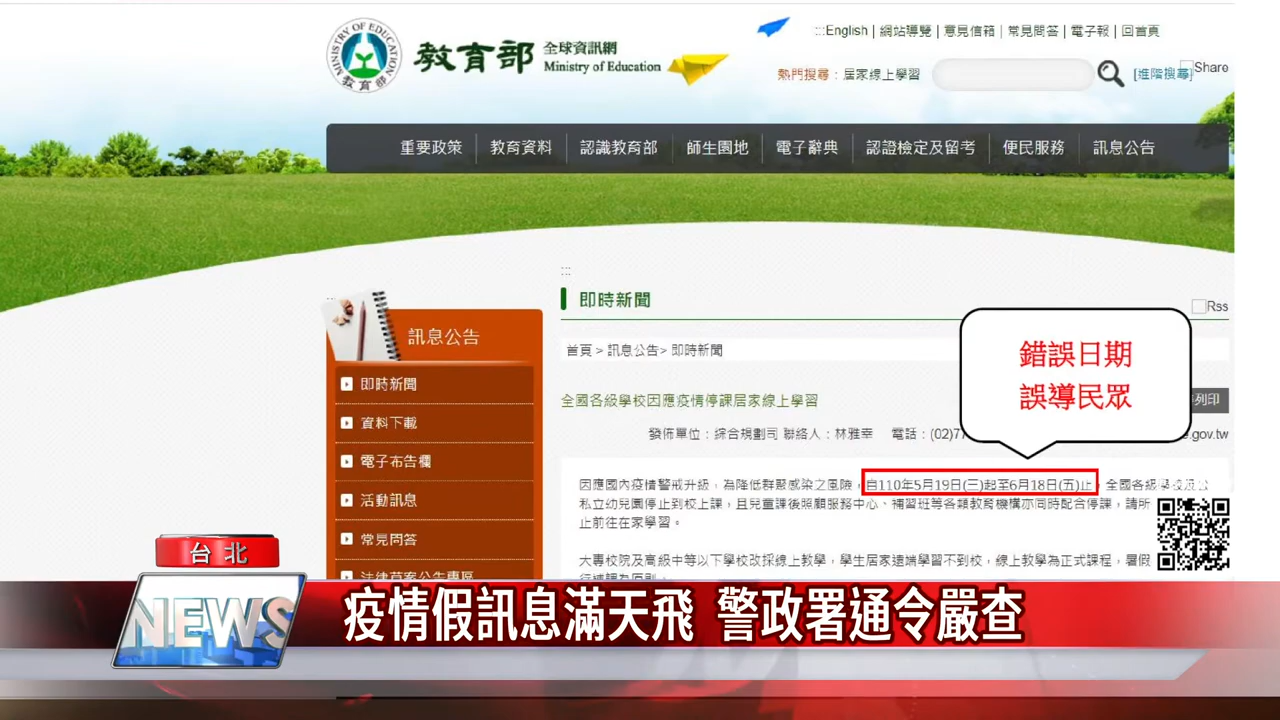 :::English | 網站導覽 | 意見信箱 | 常見問答 | 電子報 | 回首頁
MINISTRY OF EDUCATION
教育部
教育部 全球資訊網
Ministry of Education
熱門搜尋：居家線上學習
[進階搜尋]
Share
重要政策 教育資料 認識教育部 師生園地 電子辭典 認證檢定及留考 便民服務 訊息公告
:::
即時新聞
Rss
訊息公告
首頁 > 訊息公告> 即時新聞
錯誤日期
誤導民眾
即時新聞
資料下載
電子布告欄
活動訊息
常見問答
全國各級學校因應疫情停課居家線上學習
列印
發佈單位：綜合規劃司 聯絡人：林雅幸 電話：(02)77
.gov.tw
因應國內疫情警戒升級，為降低群聚感染之風險，自110年5月19日(三)起至6月18日(五)止，全國各級學校及公
私立幼兒園停止到校上課，且兒童課後照顧服務中心、補習班等各類教育機構亦同時配合停課，請所
止前往在家學習。
大專校院及高級中等以下學校改採線上教學，學生居家遠端學習不到校，線上教學為正式課程，暑假
台北
NEWS
疫情假訊息滿天飛 警政署通令嚴查